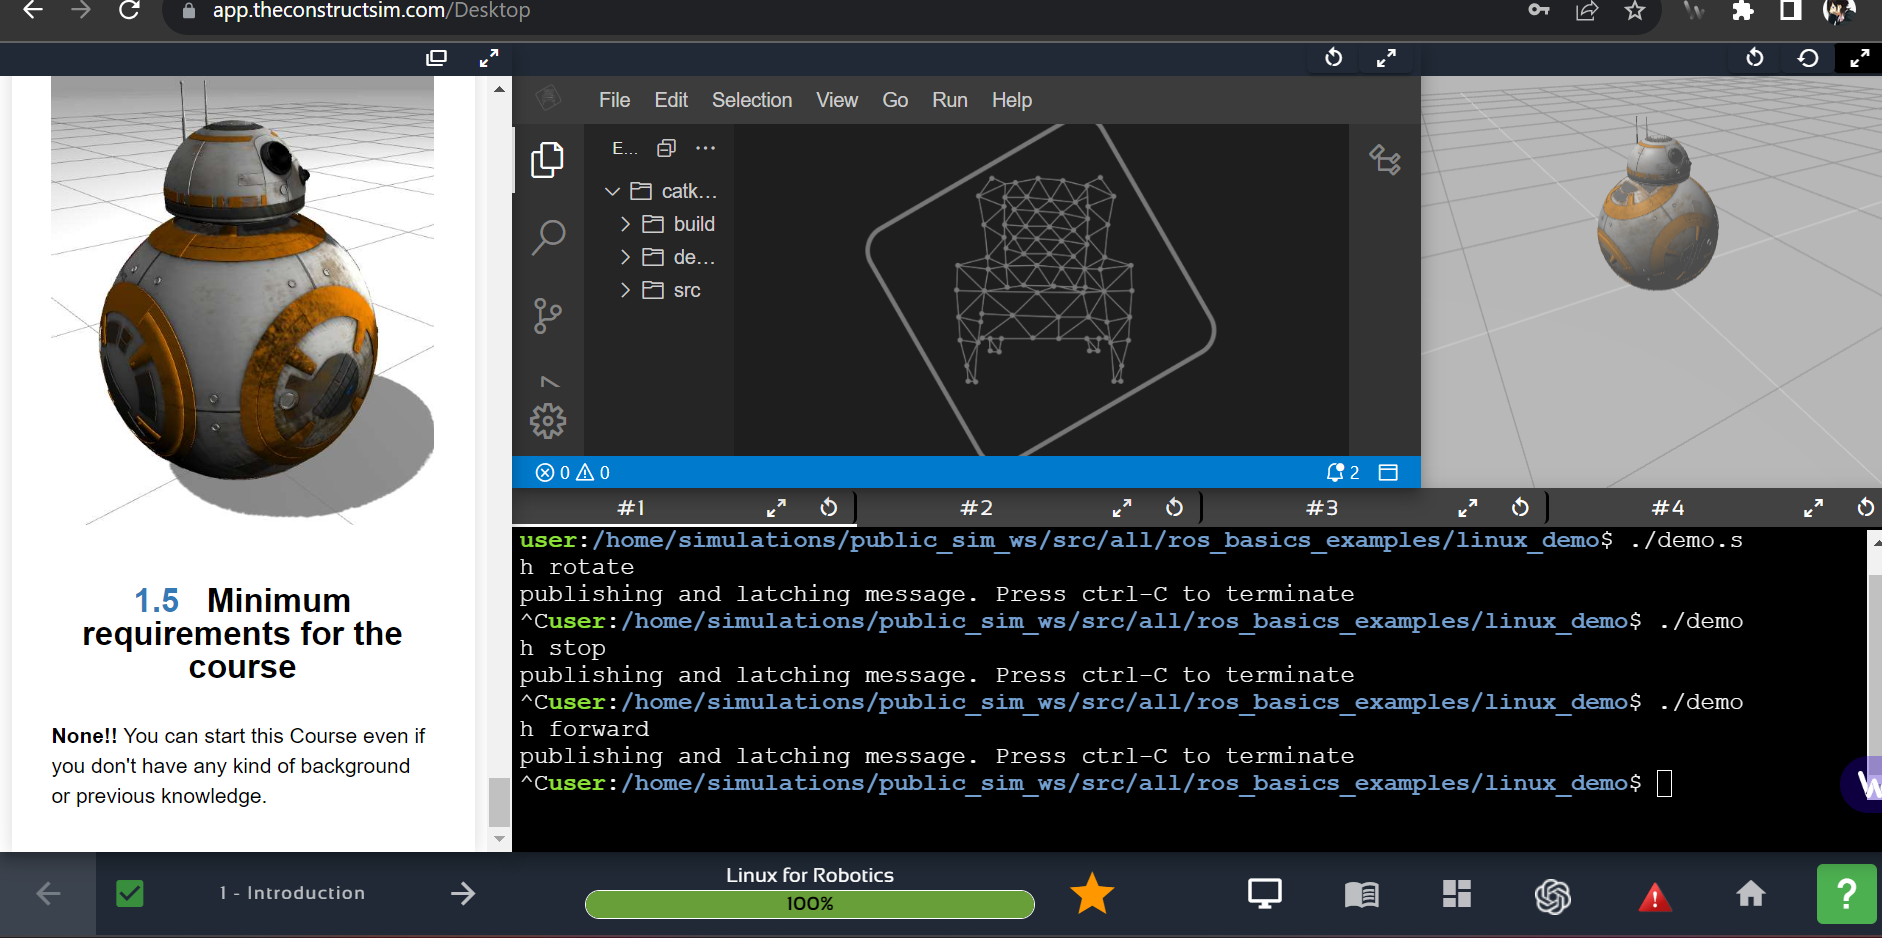 app.theconstructsim.com/Desktop
File Edit Selection View Go Run Help
E...
catk...
build
de...
src
0 0
2
#1 #2 #3 #4
user:/home/simulations/public_sim_ws/src/all/ros_basics_examples/linux_demo$ ./demo.s
h rotate
publishing and latching message. Press ctrl-C to terminate
^Cuser:/home/simulations/public_sim_ws/src/all/ros_basics_examples/linux_demo$ ./demo
h stop
publishing and latching message. Press ctrl-C to terminate
^Cuser:/home/simulations/public_sim_ws/src/all/ros_basics_examples/linux_demo$ ./demo
h forward
publishing and latching message. Press ctrl-C to terminate
^Cuser:/home/simulations/public_sim_ws/src/all/ros_basics_examples/linux_demo$
1.5 Minimum
requirements for the
course
None!! You can start this Course even if
you don't have any kind of background
or previous knowledge.
1 - Introduction
Linux for Robotics
100%
?